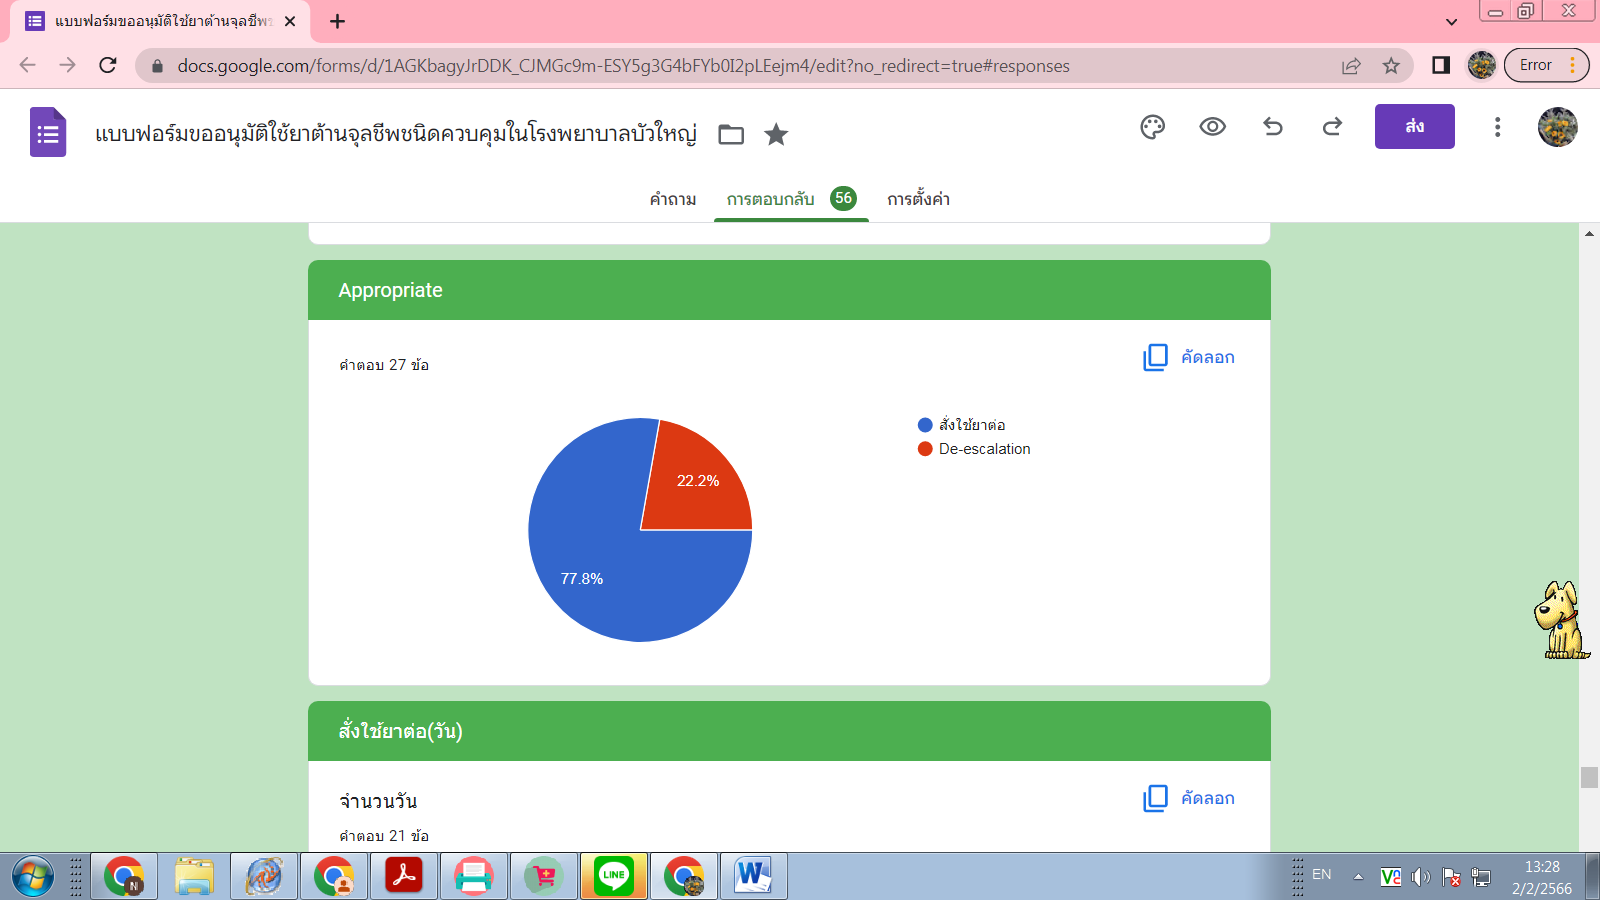 แบบฟอร์มขออนุมัติใช้ยาต้านจุลชีพช
docs.google.com/forms/d/1AGKbagyJrDDK_CJMGc9m-ESY5g3G4bFYb0I2pLEejm4/edit?no_redirect=true#responses
Error
แบบฟอร์มขออนุมัติใช้ยาต้านจุลชีพชนิดควบคุมในโรงพยาบาลบัวใหญ่
ส่ง
คำถาม
การตอบกลับ 56
การตั้งค่า
Appropriate
คำตอบ 27 ข้อ
คัดลอก
สั่งใช้ยาต่อ
De-escalation
22.2%
77.8%
สั่งใช้ยาต่อ(วัน)
จำนวนวัน
คัดลอก
คำตอบ 21 ข้อ
N
LINE
W
EN
VNC
13:28
2/2/2566